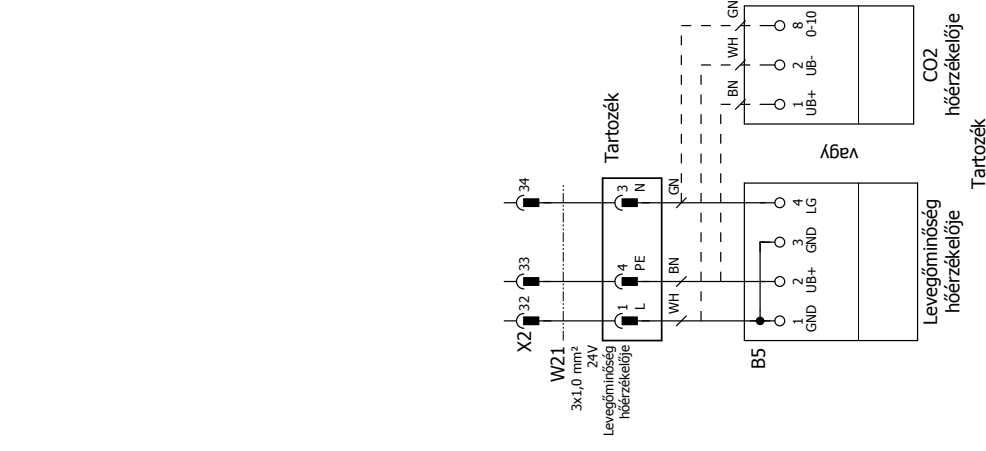 X2
32
33
34
W21
3x1,0 mm²
24V
Levegőminőség
hőérzékelője
1
L
4
PE
3
N
Tartozék
WH
BN
GN
B5
1
GND
2
UB+
3
GND
4
LG
Levegőminőség
hőérzékelője
vagy
BN
WH
GN
1
UB+
2
UB-
8
0-10
CO2
hőérzékelője
Tartozék